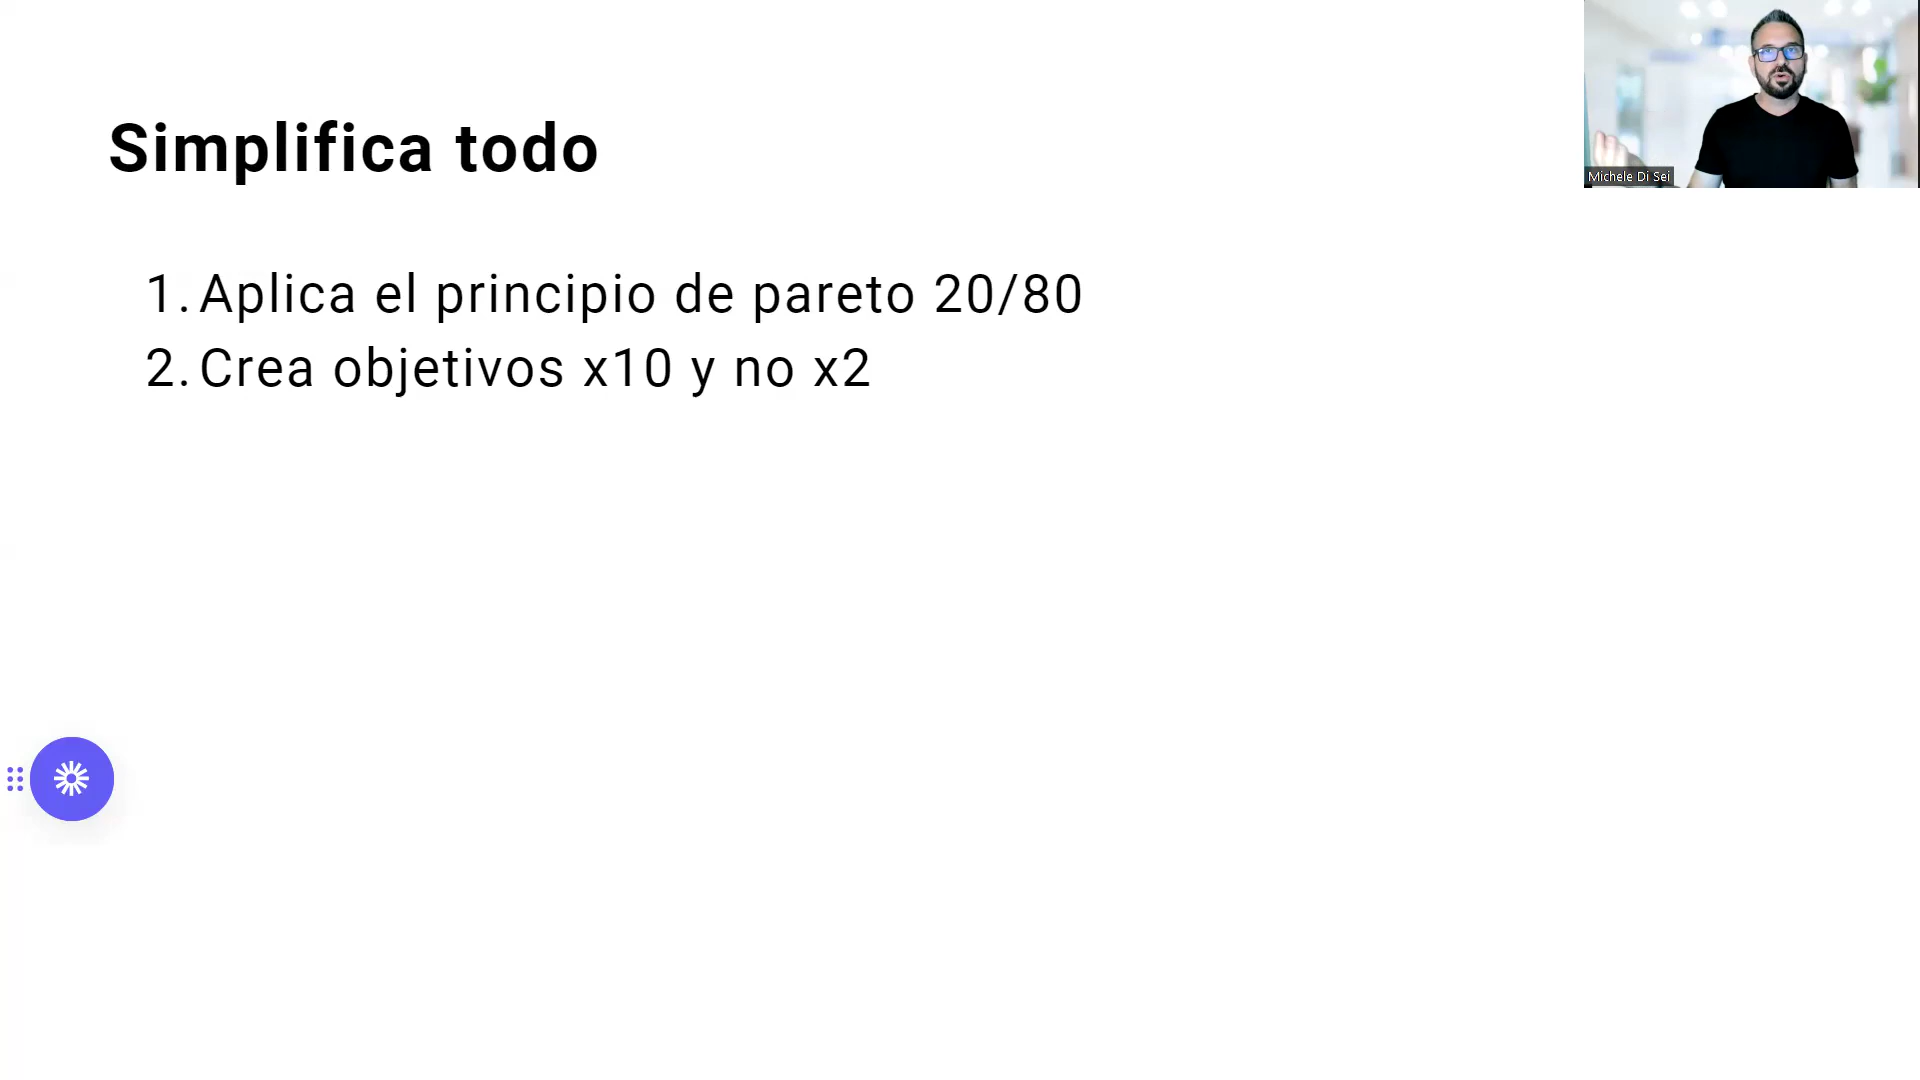 Simplifica todo
1. Aplica el principio de pareto 20/80
2. Crea objetivos x10 y no x2
Michele Di Sei